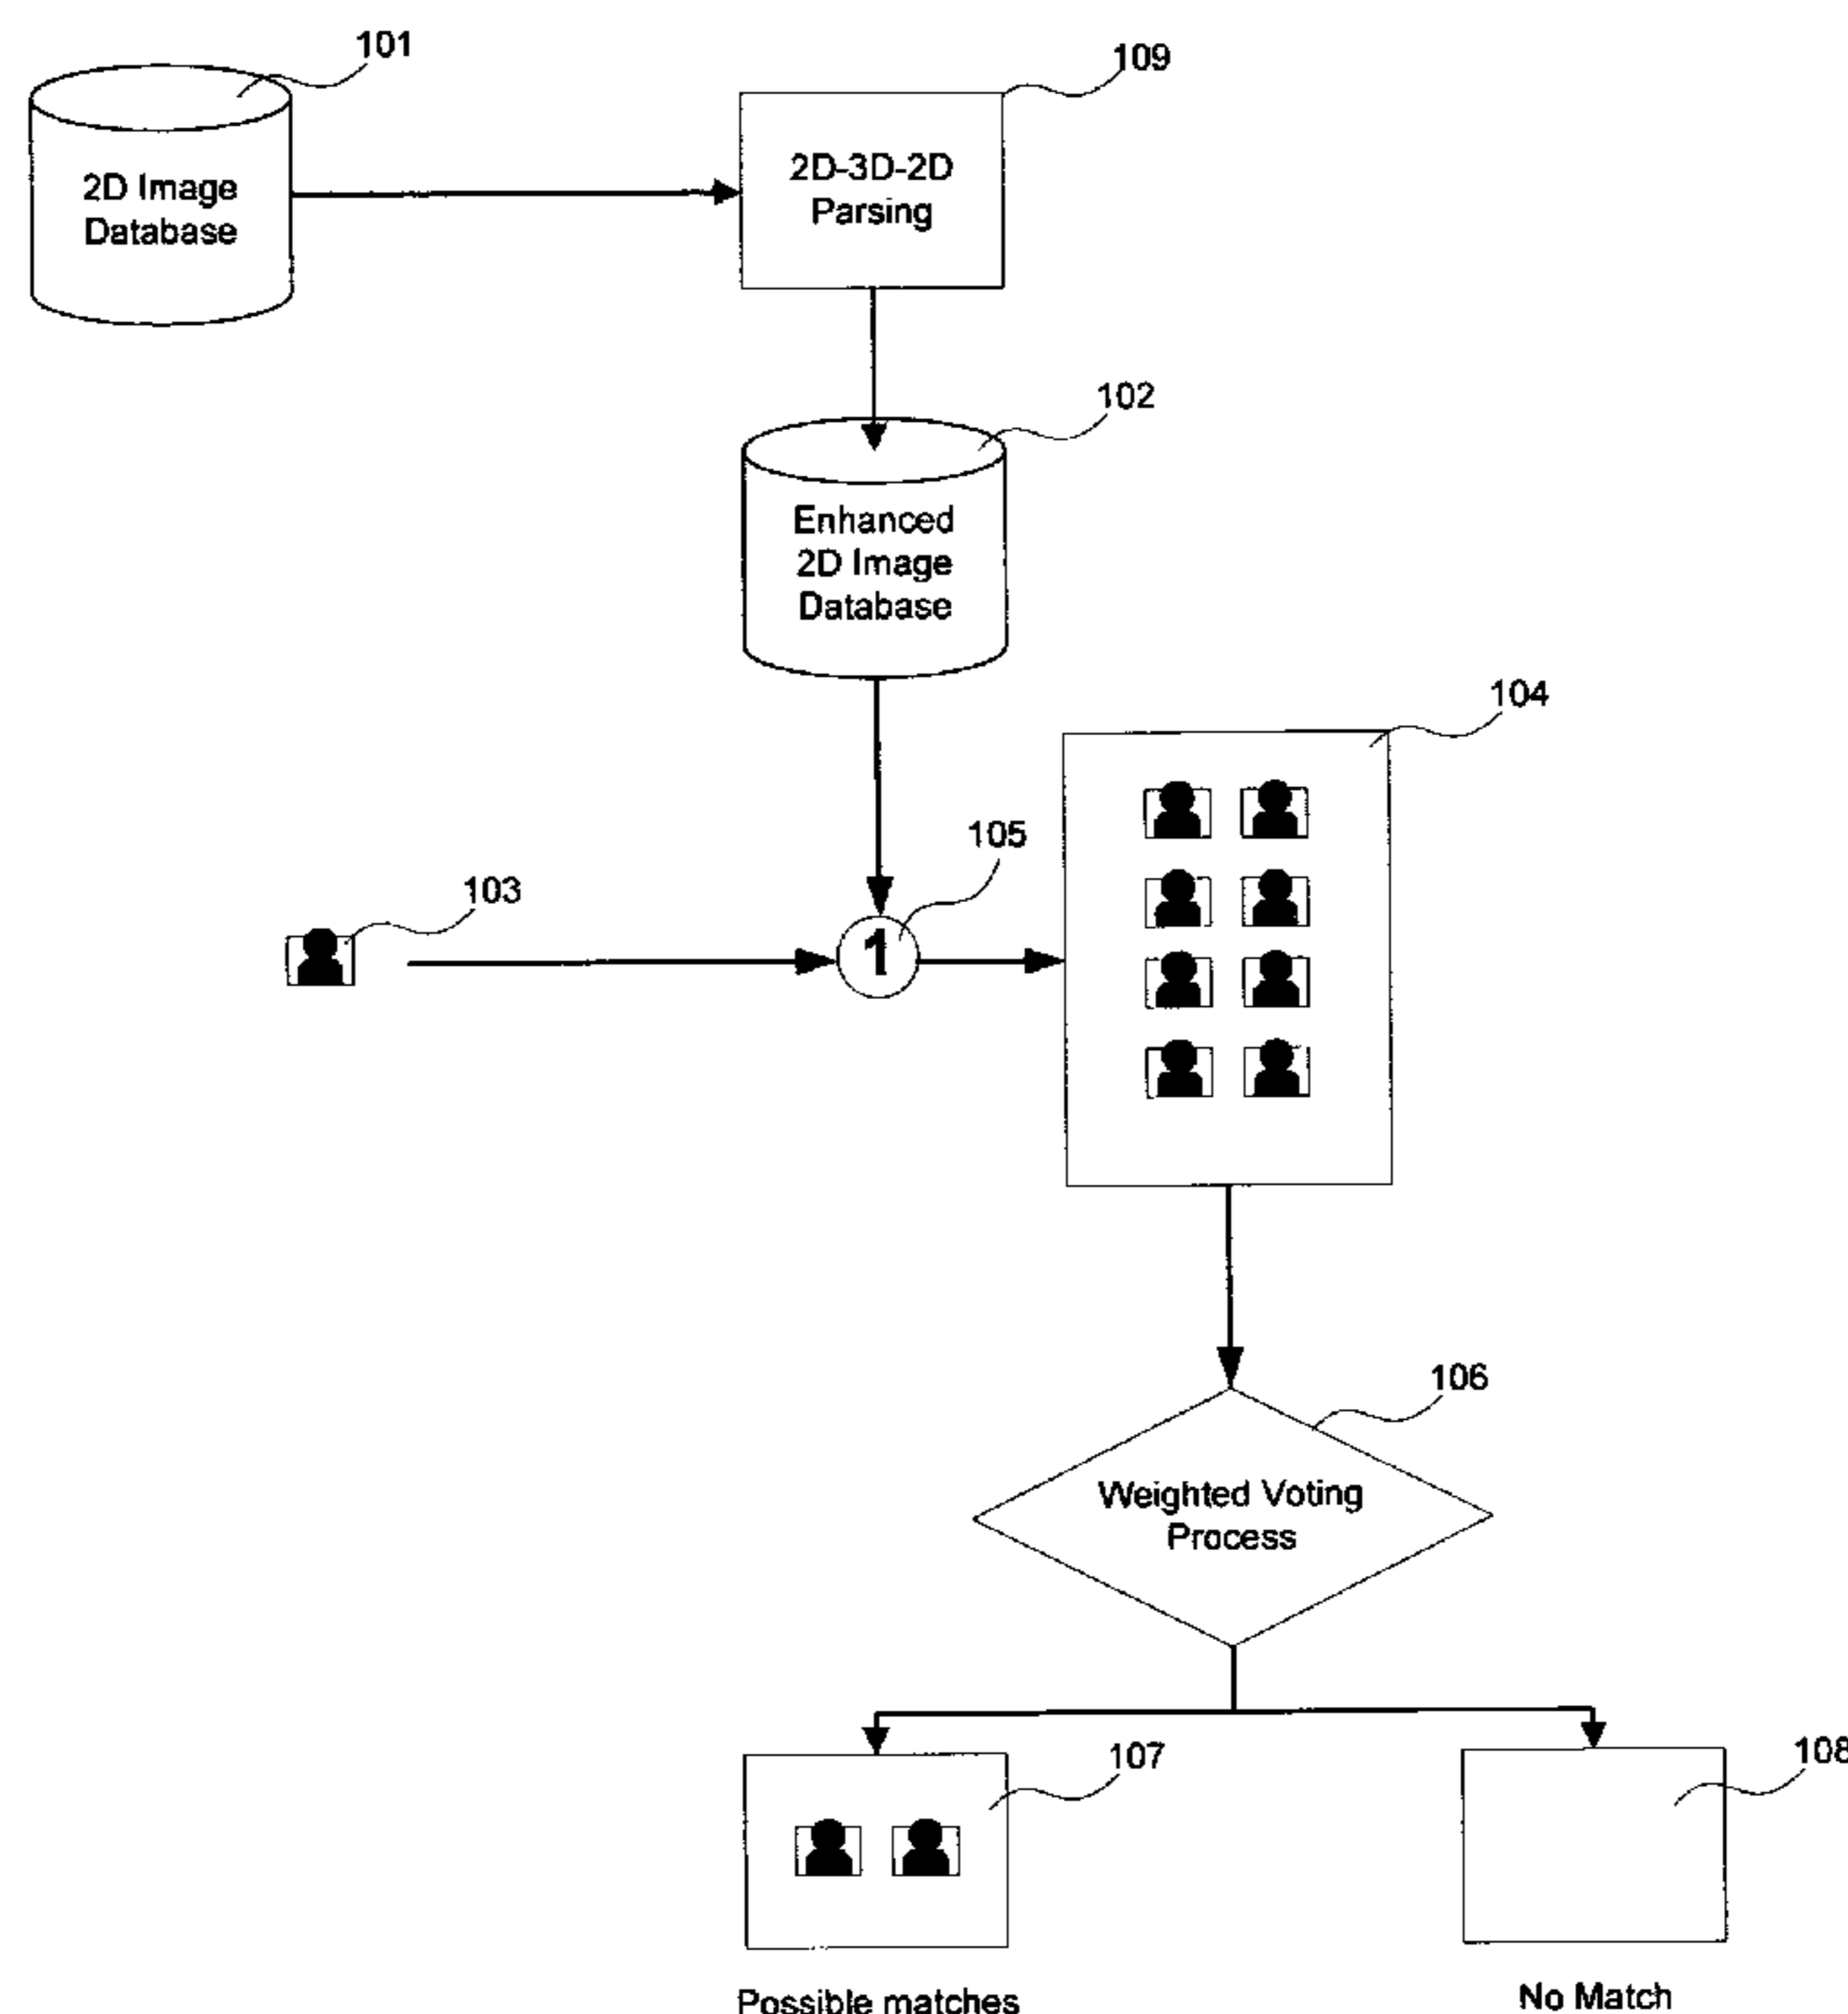 101
109
2D Image
Database
2D-3D-2D
Parsing
102
Enhanced
2D Image
Database
104
105
103
1
106
Weighted Voting
Process
107
108
Possible matches
No Match